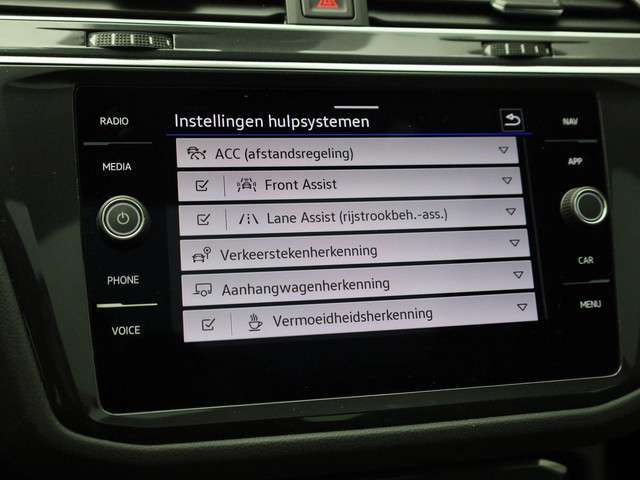 RADIO
MEDIA
PHONE
VOICE
Instellingen hulpsystemen
ACC (afstandsregeling)
Front Assist
Lane Assist (rijstrookbeh.-ass.)
Verkeerstekenherkenning
Aanhangwagenherkenning
Vermoeidheidsherkenning
NAV
APP
CAR
MENU